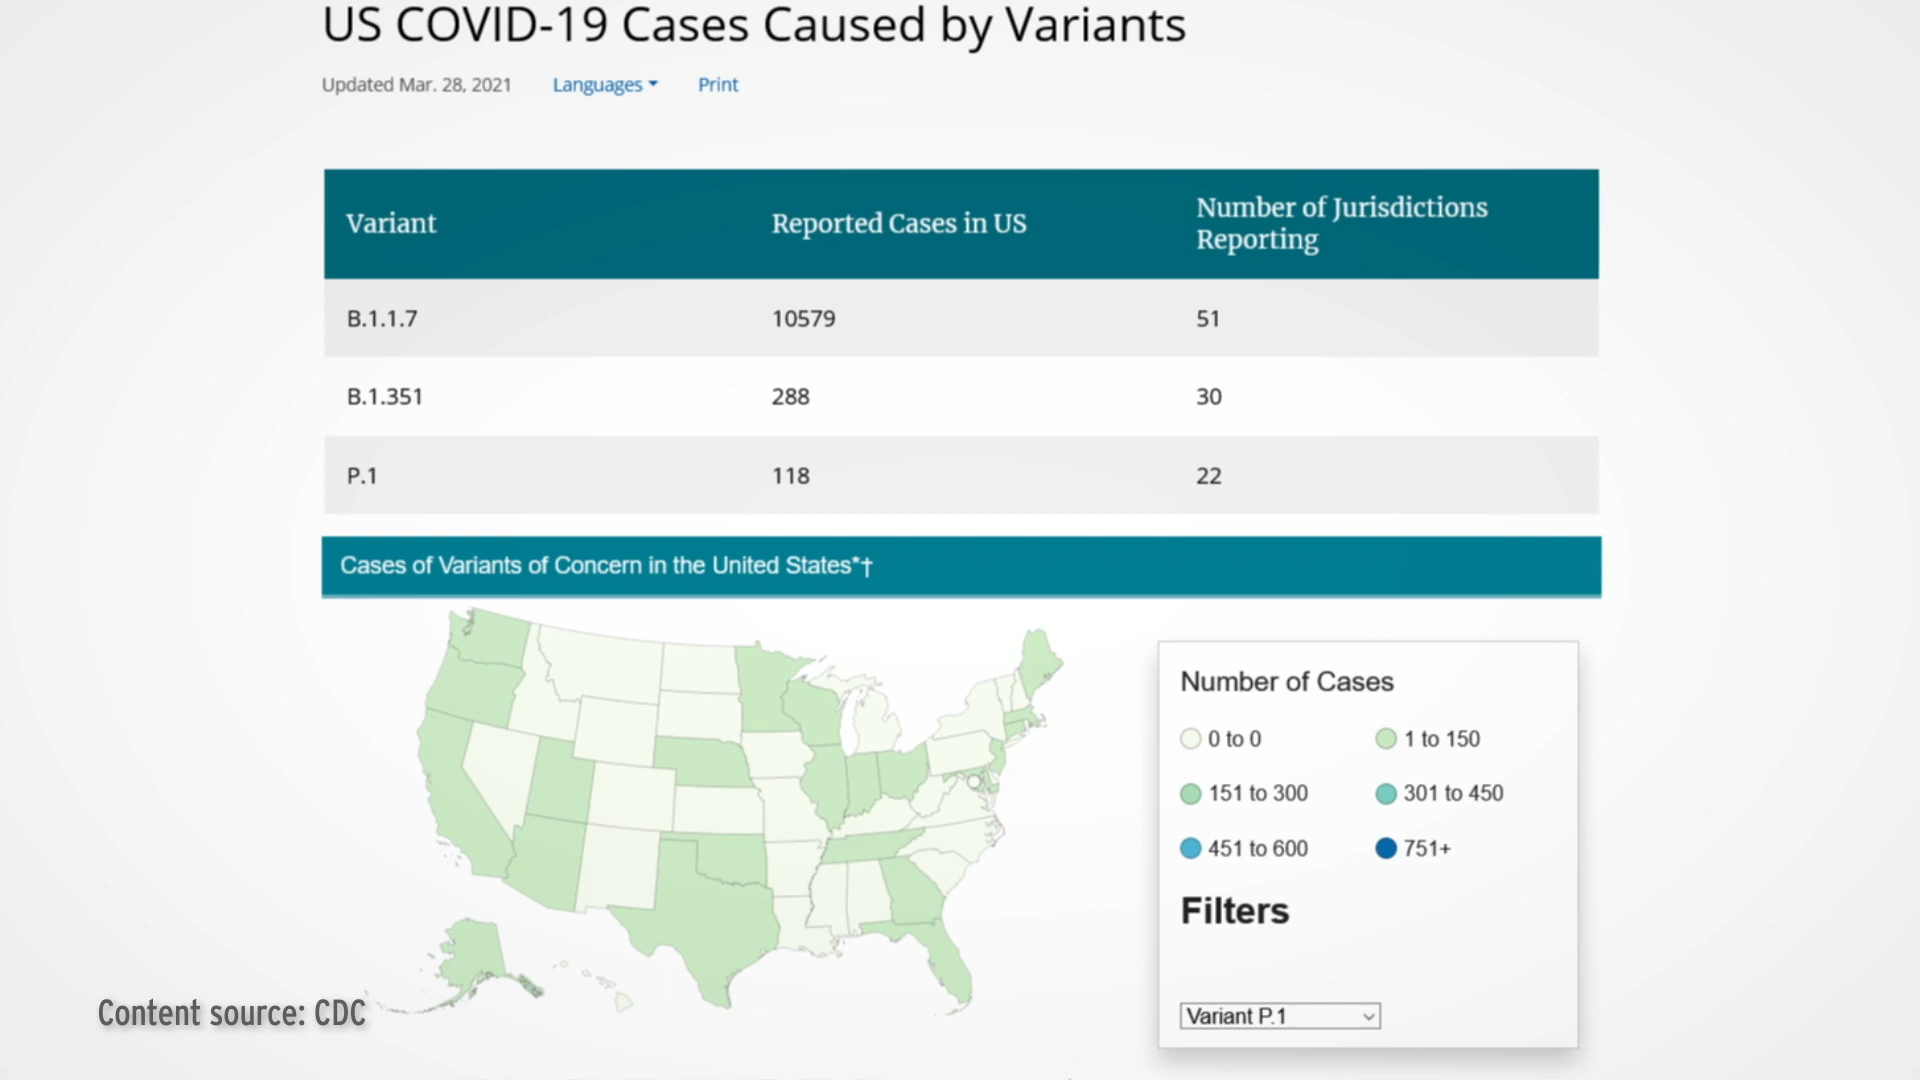 US COVID-19 Cases Caused by Variants
Updated Mar. 28, 2021 Languages Print
Variant Reported Cases in US Number of Jurisdictions
Reporting
B.1.1.7 10579 51
B.1.351 288 30
P.1 118 22
Cases of Variants of Concern in the United States*†
Number of Cases
0 to 0 1 to 150
151 to 300 301 to 450
451 to 600 751+
Filters
Variant P.1
Content source: CDC